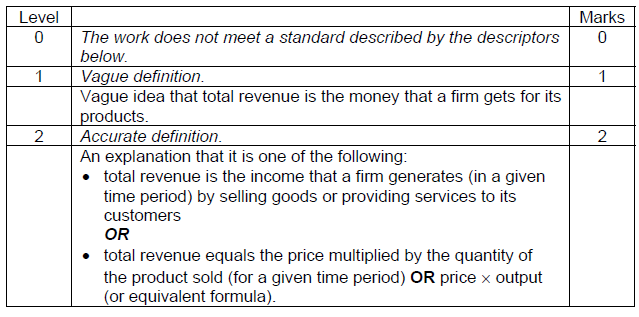 Level Marks
0 The work does not meet a standard described by the descriptors 0
below.
1 Vague definition. 1
Vague idea that total revenue is the money that a firm gets for its
products.
2 Accurate definition. 2
An explanation that it is one of the following:
• total revenue is the income that a firm generates (in a given
time period) by selling goods or providing services to its
customers
OR
• total revenue equals the price multiplied by the quantity of
the product sold (for a given time period) OR price × output
(or equivalent formula).